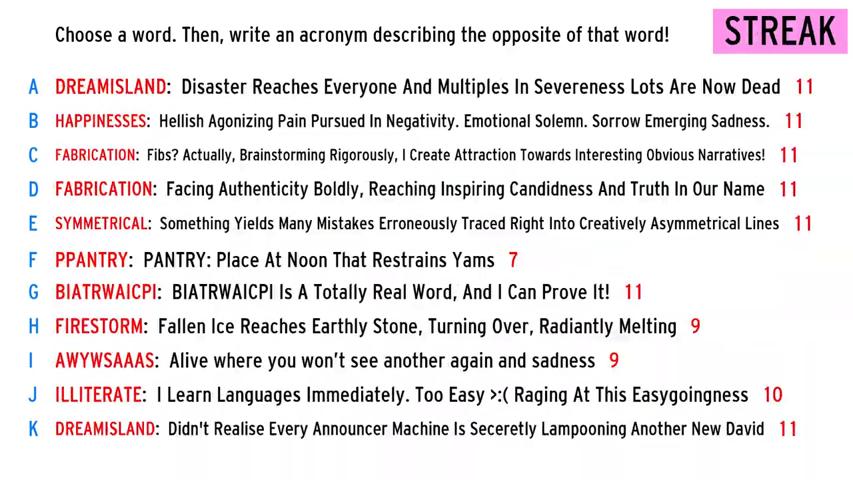 Choose a word. Then, write an acronym describing the opposite of that word! STREAK
A DREAMISLAND: Disaster Reaches Everyone And Multiples In Severeness Lots Are Now Dead 11
B HAPPINESSES: Hellish Agonizing Pain Pursued In Negativity. Emotional Solemn. Sorrow Emerging Sadness. 11
C FABRICATION: Fibs? Actually, Brainstorming Rigorously, I Create Attraction Towards Interesting Obvious Narratives! 11
D FABRICATION: Facing Authenticity Boldly, Reaching Inspiring Candidness And Truth In Our Name 11
E SYMMETRICAL: Something Yields Many Mistakes Erroneously Traced Right Into Creatively Asymmetrical Lines 11
F PPANTRY: PANTRY: Place At Noon That Restrains Yams 7
G BIATRWAICPI: BIATRWAICPI Is A Totally Real Word, And I Can Prove It! 11
H FIRESTORM: Fallen Ice Reaches Earthly Stone, Turning Over, Radiantly Melting 9
I AWYWSAAAS: Alive where you won't see another again and sadness 9
J ILLITERATE: I Learn Languages Immediately. Too Easy >:( Raging At This Easygoingness 10
K DREAMISLAND: Didn't Realise Every Announcer Machine Is Seceretly Lampooning Another New David 11